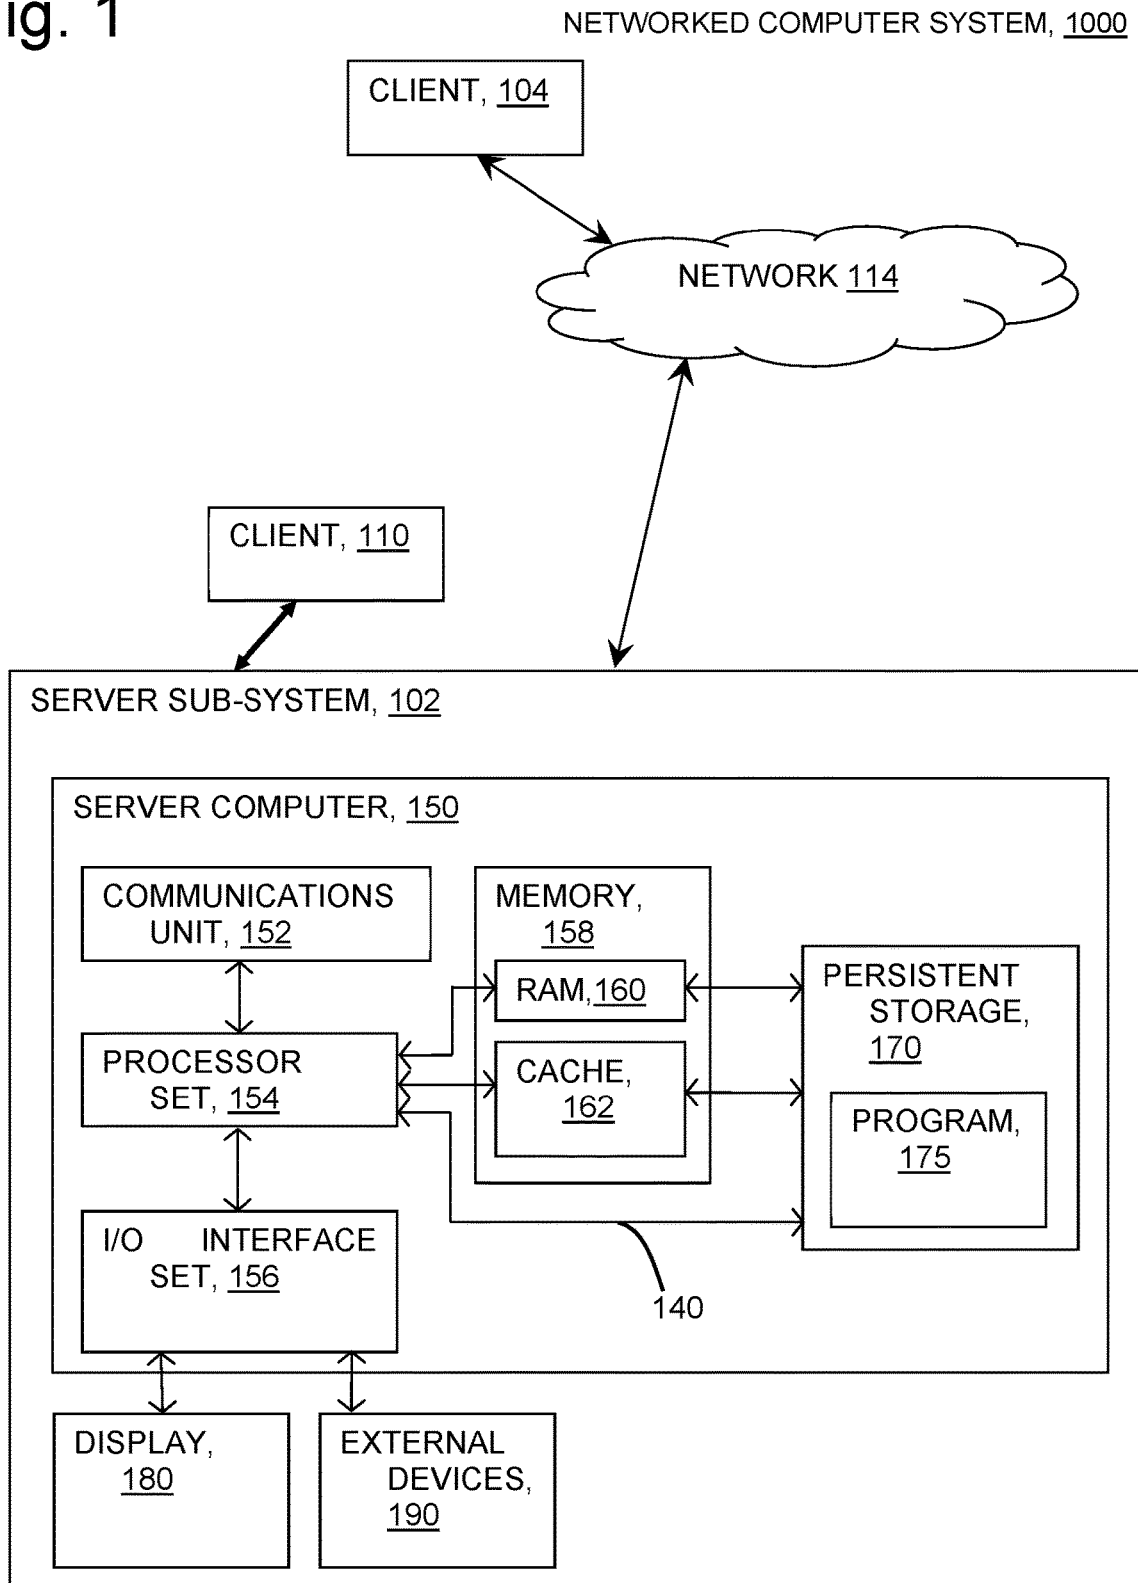 ig. 1
NETWORKED COMPUTER SYSTEM, 1000
CLIENT, 104
NETWORK 114
CLIENT, 110
SERVER SUB-SYSTEM, 102
SERVER COMPUTER, 150
COMMUNICATIONS
UNIT, 152
MEMORY,
158
RAM,160
PERSISTENT
STORAGE,
170
PROCESSOR
SET, 154
CACHE,
162
PROGRAM,
175
I/O INTERFACE
SET, 156
140
DISPLAY,
180
EXTERNAL
DEVICES,
190